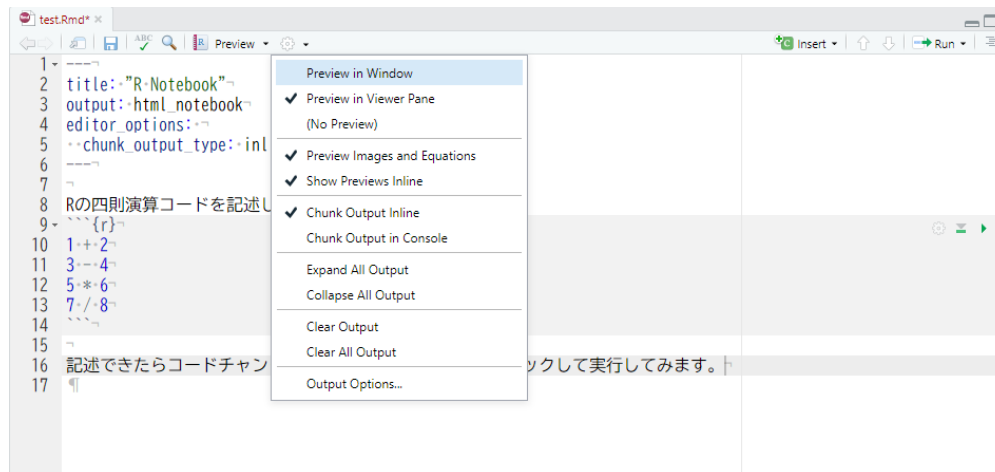 test.Rmd*
ABC Preview Insert Run
1 ---
2 title: "R Notebook"
3 output: html_notebook
4 editor_options:
5 chunk_output_type: inl
6 ---
7
8 Rの四則演算コードを記述し
9 ```{r}
10 1 + 2
11 3 - 4
12 5 * 6
13 7 / 8
14 ```
15
16 記述できたらコードチャン ックして実行してみます。
17
Preview in Window
Preview in Viewer Pane
(No Preview)
Preview Images and Equations
Show Previews Inline
Chunk Output Inline
Chunk Output in Console
Expand All Output
Collapse All Output
Clear Output
Clear All Output
Output Options...